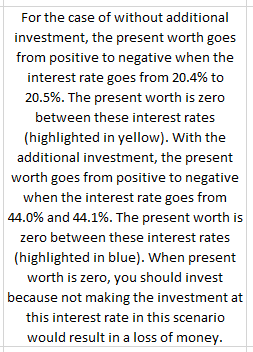 For the case of without additional
investment, the present worth goes
from positive to negative when the
interest rate goes from 20.4% to
20.5%. The present worth is zero
between these interest rates
(highlighted in yellow). With the
additional investment, the present
worth goes from positive to negative
when the interest rate goes from
44.0% and 44.1%. The present worth is
zero between these interest rates
(highlighted in blue). When present
worth is zero, you should invest
because not making the investment at
this interest rate in this scenario
would result in a loss of money.